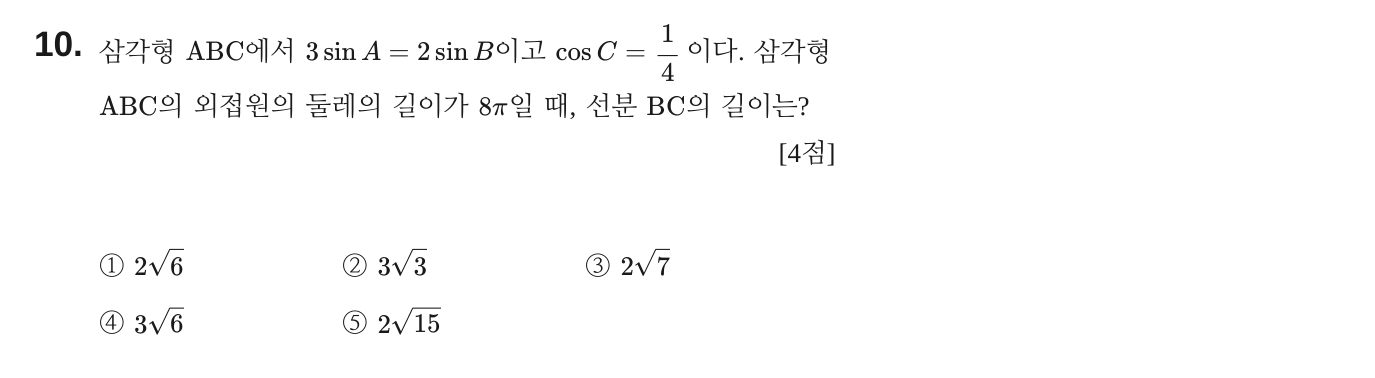 10. 삼각형 ABC에서 3 sin A = 2 sin B이고 cos C = 1/4 이다. 삼각형
ABC의 외접원의 둘레의 길이가 8π일 때, 선분 BC의 길이는?
[4점]
① 2√6 ② 3√3 ③ 2√7
④ 3√6 ⑤ 2√15